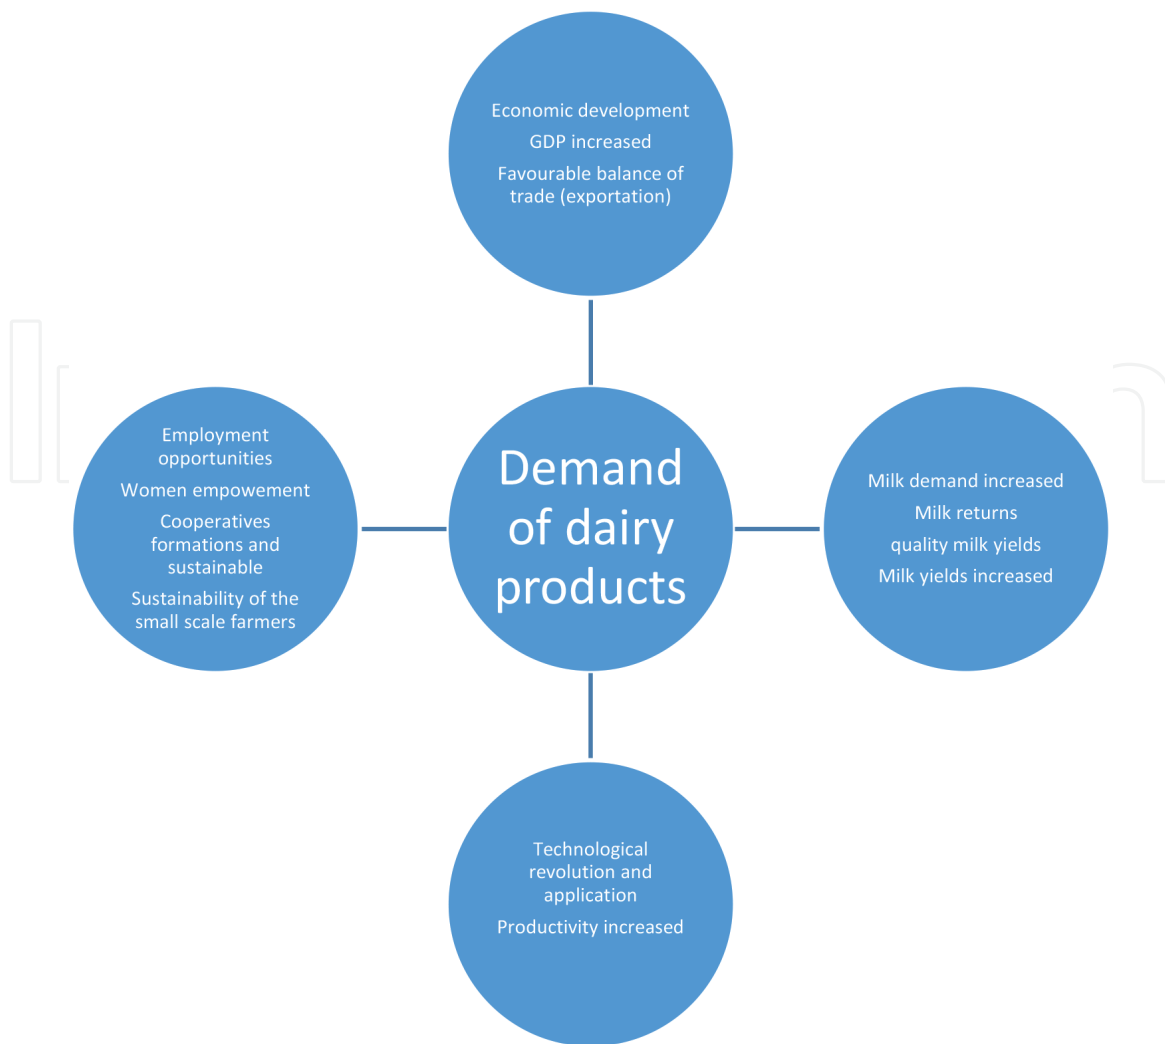 Economic development
GDP increased
Favourable balance of
trade (exportation)
Employment
opportunities
Women empowement
Cooperatives
formations and
sustainable
Sustainability of the
small scale farmers
Demand
of dairy
products
Milk demand increased
Milk returns
quality milk yields
Milk yields increased
Technological
revolution and
application
Productivity increased